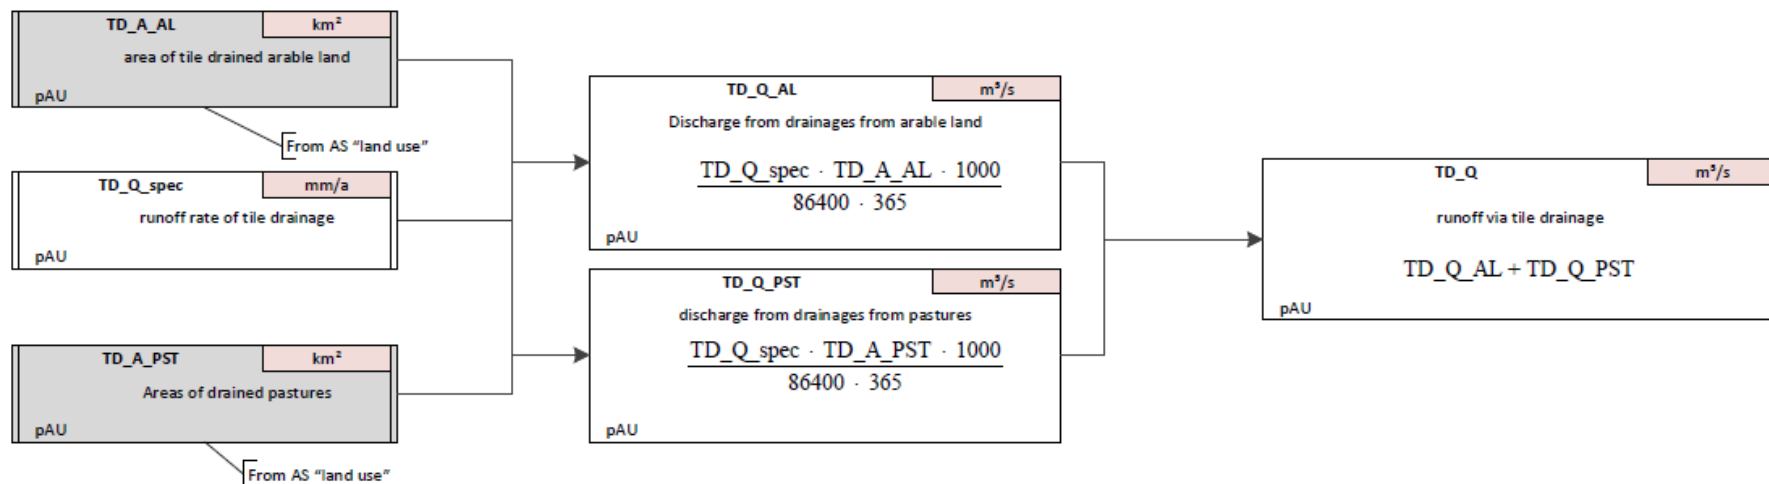 TD_A_AL km²
area of tile drained arable land
pAU
From AS “land use”
TD_Q_spec mm/a
runoff rate of tile drainage
pAU
TD_A_PST km²
Areas of drained pastures
pAU
From AS “land use”
TD_Q_AL m³/s
Discharge from drainages from arable land
TD_Q_spec · TD_A_AL · 1000
86400 · 365
pAU
TD_Q_PST m³/s
discharge from drainages from pastures
TD_Q_spec · TD_A_PST · 1000
86400 · 365
pAU
TD_Q m³/s
runoff via tile drainage
TD_Q_AL + TD_Q_PST
pAU